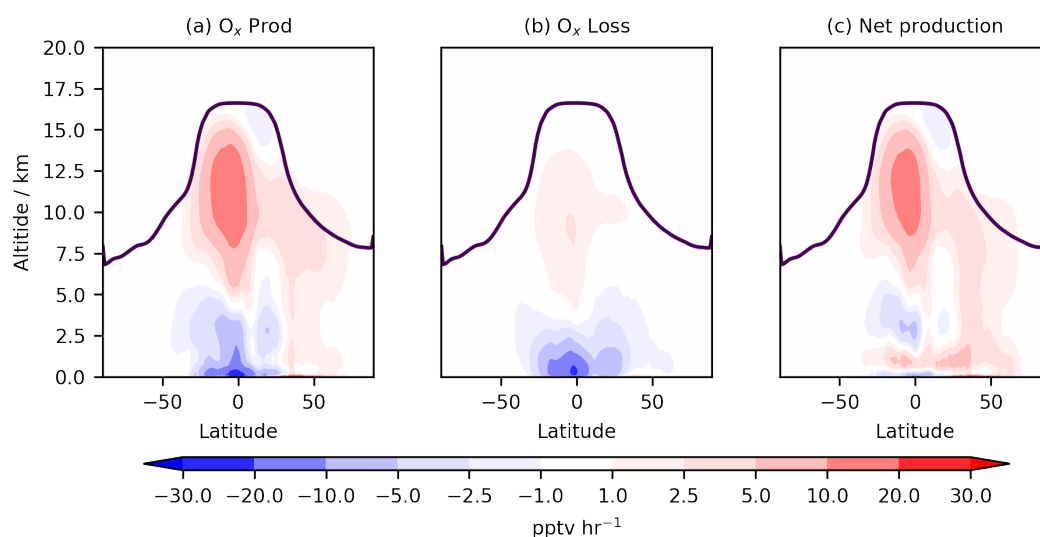 (a) Oₓ Prod (b) Oₓ Loss (c) Net production
20.0
17.5
15.0
12.5
10.0
7.5
5.0
2.5
0.0
Altitide / km
−50 0 50 −50 0 50 −50 0 50
Latitude Latitude Latitude
−30.0 −20.0 −10.0 −5.0 −2.5 −1.0 1.0 2.5 5.0 10.0 20.0 30.0
pptv hr⁻¹